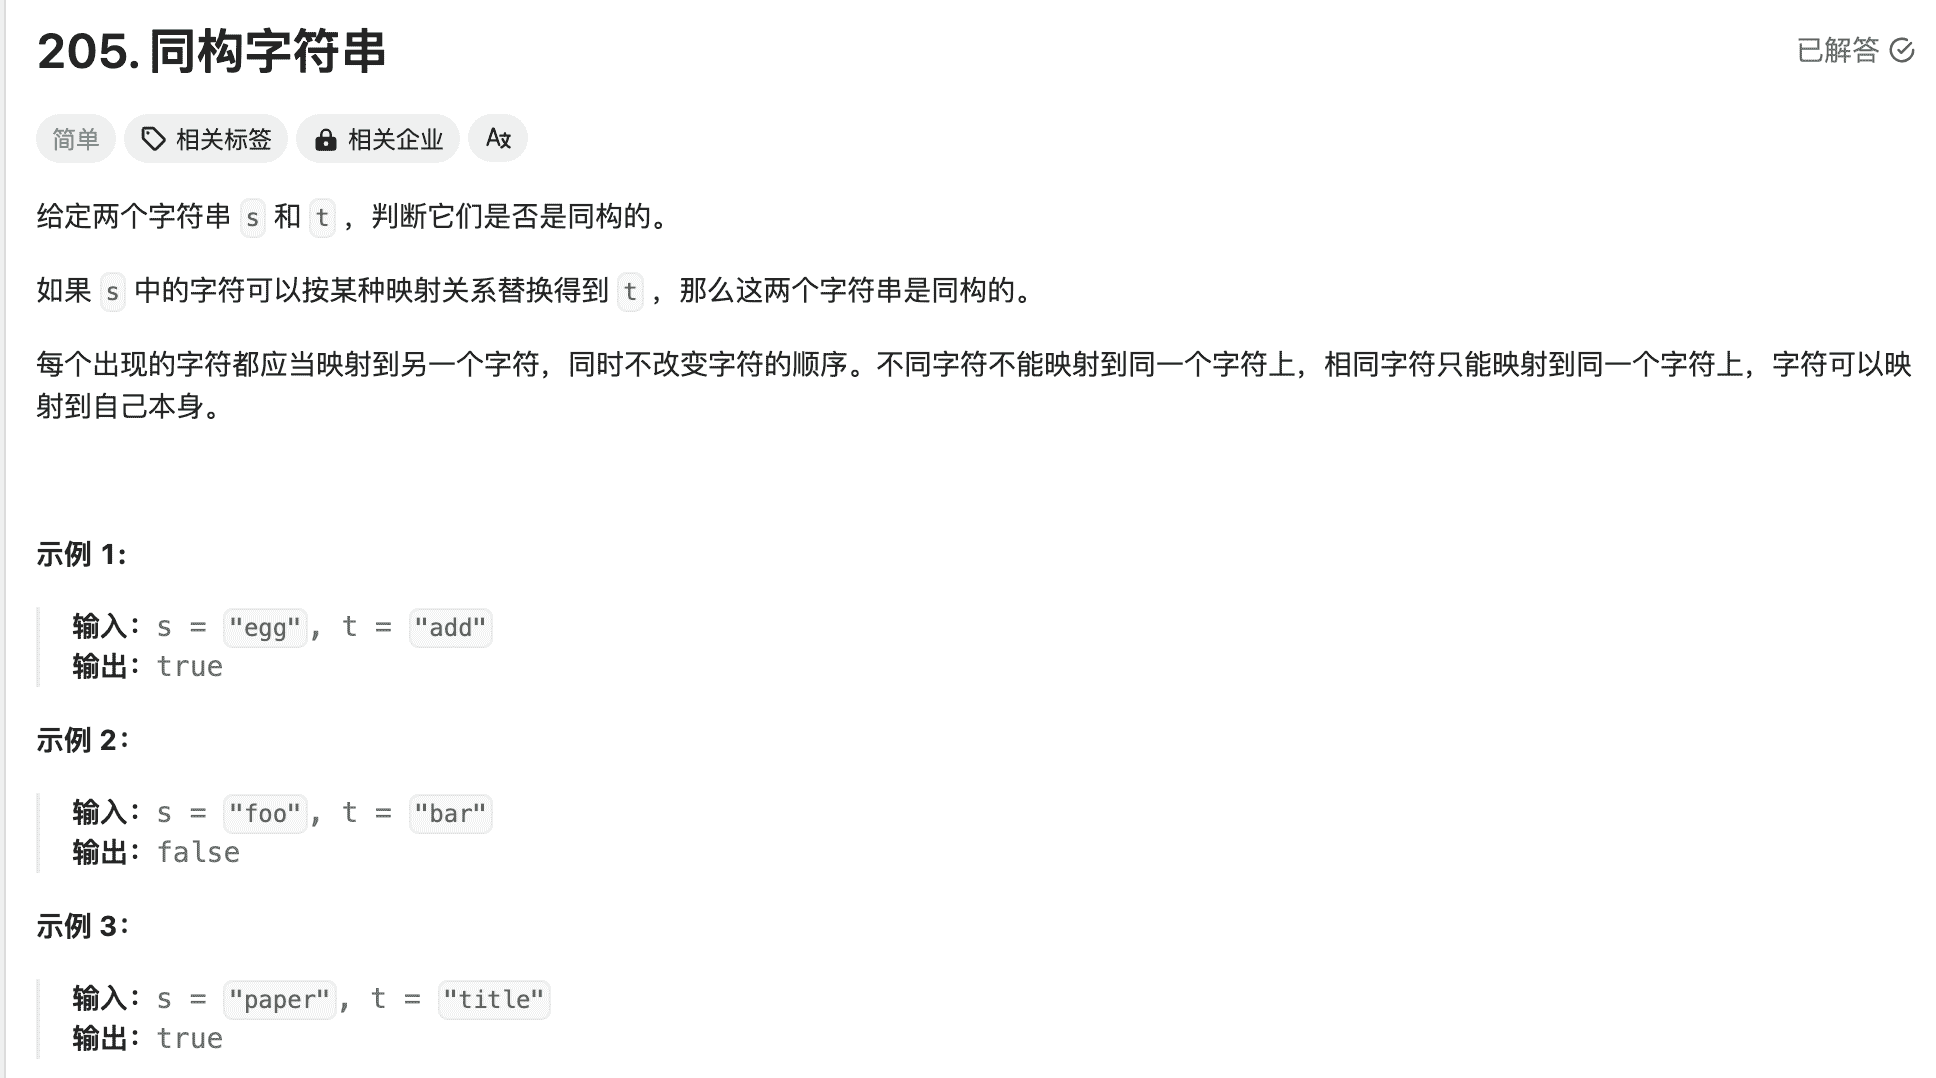 205. 同构字符串
已解答
简单 相关标签 相关企业 A文
给定两个字符串 s 和 t ，判断它们是否是同构的。
如果 s 中的字符可以按某种映射关系替换得到 t ，那么这两个字符串是同构的。
每个出现的字符都应当映射到另一个字符，同时不改变字符的顺序。不同字符不能映射到同一个字符上，相同字符只能映射到同一个字符上，字符可以映
射到自己本身。
示例 1:
输入：s = "egg", t = "add"
输出：true
示例 2：
输入：s = "foo", t = "bar"
输出：false
示例 3：
输入：s = "paper", t = "title"
输出：true